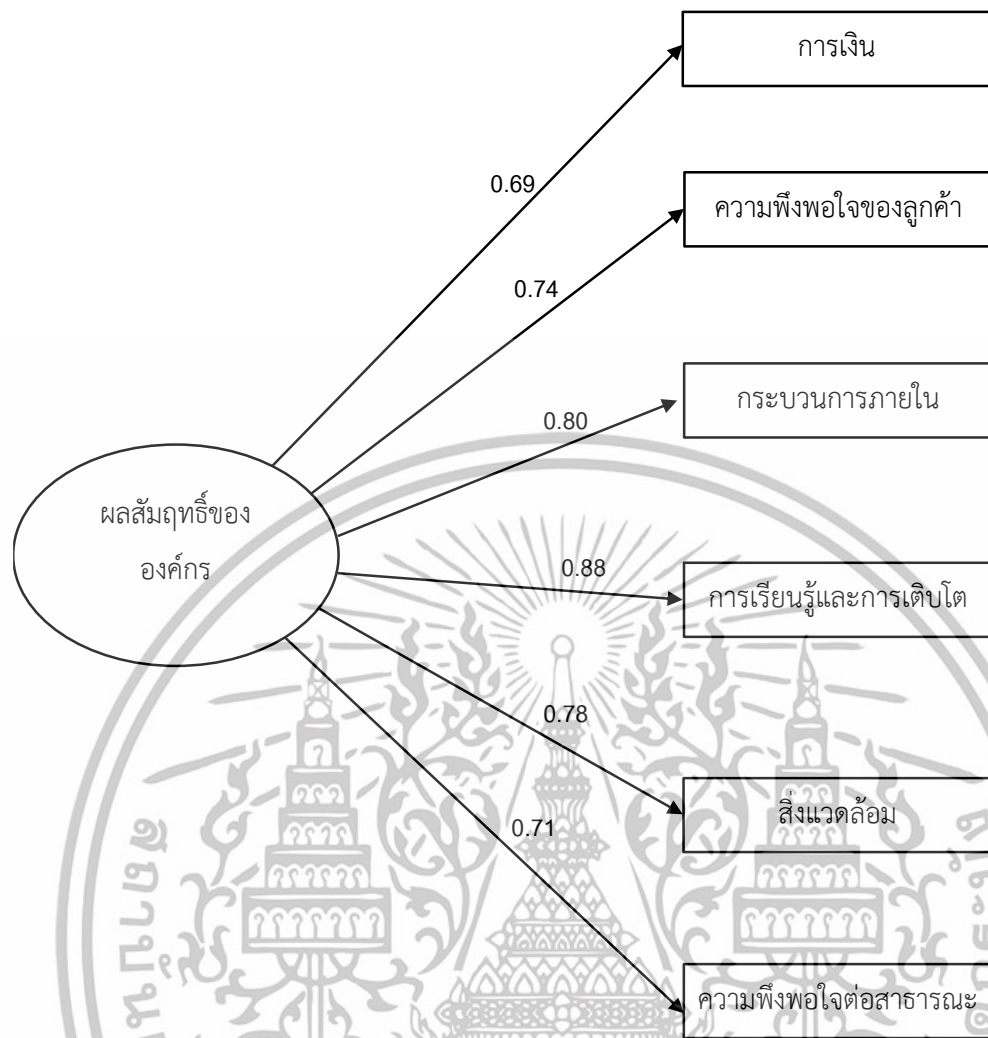 การเงิน
0.69
ความพึงพอใจของลูกค้า
0.74
กระบวนการภายใน
0.80
ผลสัมฤทธิ์ของ
องค์กร
0.88
การเรียนรู้และการเติบโต
0.78
สิ่งแวดล้อม
0.71
ความพึงพอใจต่อสาธารณะ